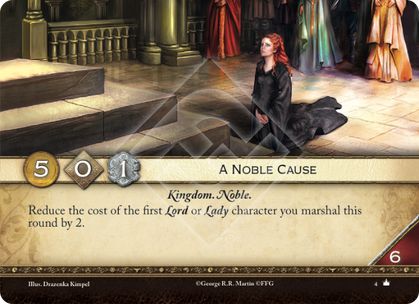 5 0 1 A Noble Cause
Kingdom. Noble.
Reduce the cost of the first Lord or Lady character you marshal this
round by 2.
6
Illus. Drazenka Kimpel ©George R.R. Martin ©FFG 4